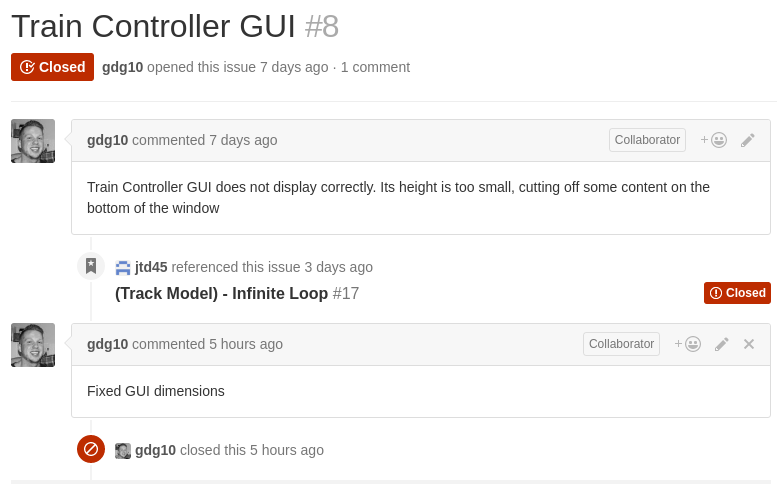 Train Controller GUI #8
Closed gdg10 opened this issue 7 days ago · 1 comment
gdg10 commented 7 days ago Collaborator +
Train Controller GUI does not display correctly. Its height is too small, cutting off some content on the
bottom of the window
jtd45 referenced this issue 3 days ago
(Track Model) - Infinite Loop #17 Closed
gdg10 commented 5 hours ago Collaborator +
Fixed GUI dimensions
gdg10 closed this 5 hours ago